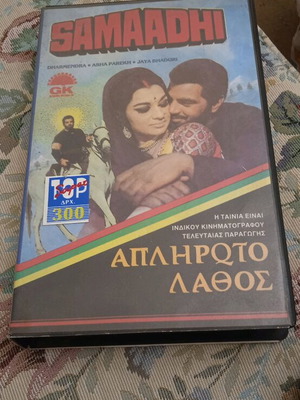 SAMAADHI
DHARMENDRA • ASHA PAREKH • JAYA BHADURI
GK
TOP
ΔΡΧ.
300
Η ΤΑΙΝΙΑ ΕΙΝΑΙ
ΙΝΔΙΚΟΥ ΚΙΝΗΜΑΤΟΓΡΑΦΟΥ
ΤΕΛΕΥΤΑΙΑΣ ΠΑΡΑΓΩΓΗΣ
ΑΠΛΗΡΩΤΟ
ΛΑΘΟΣ